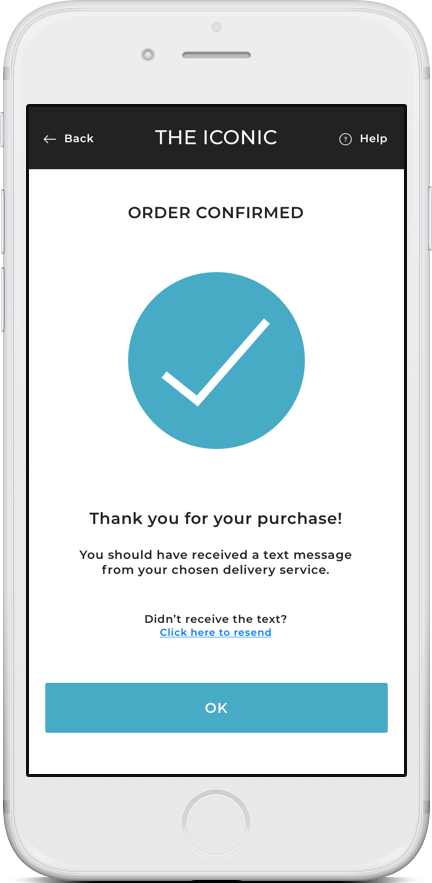 Back
THE ICONIC
? Help
ORDER CONFIRMED
Thank you for your purchase!
You should have received a text message
from your chosen delivery service.
Didn’t receive the text?
Click here to resend
OK